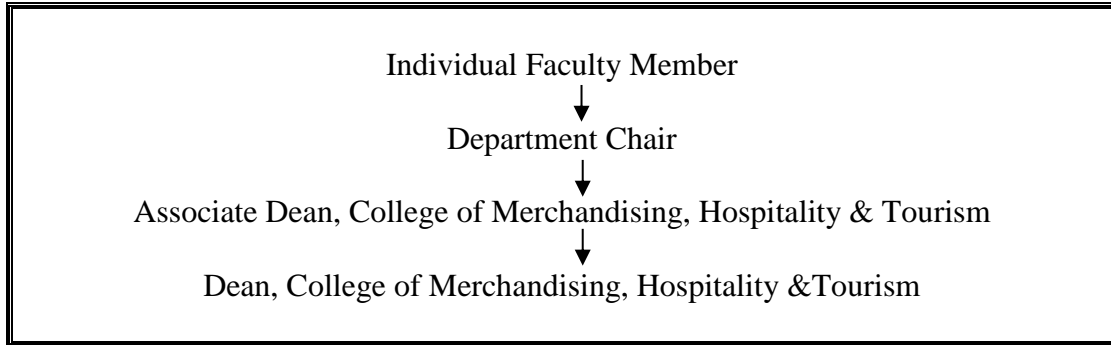 Individual Faculty Member
Department Chair
Associate Dean, College of Merchandising, Hospitality & Tourism
Dean, College of Merchandising, Hospitality &Tourism